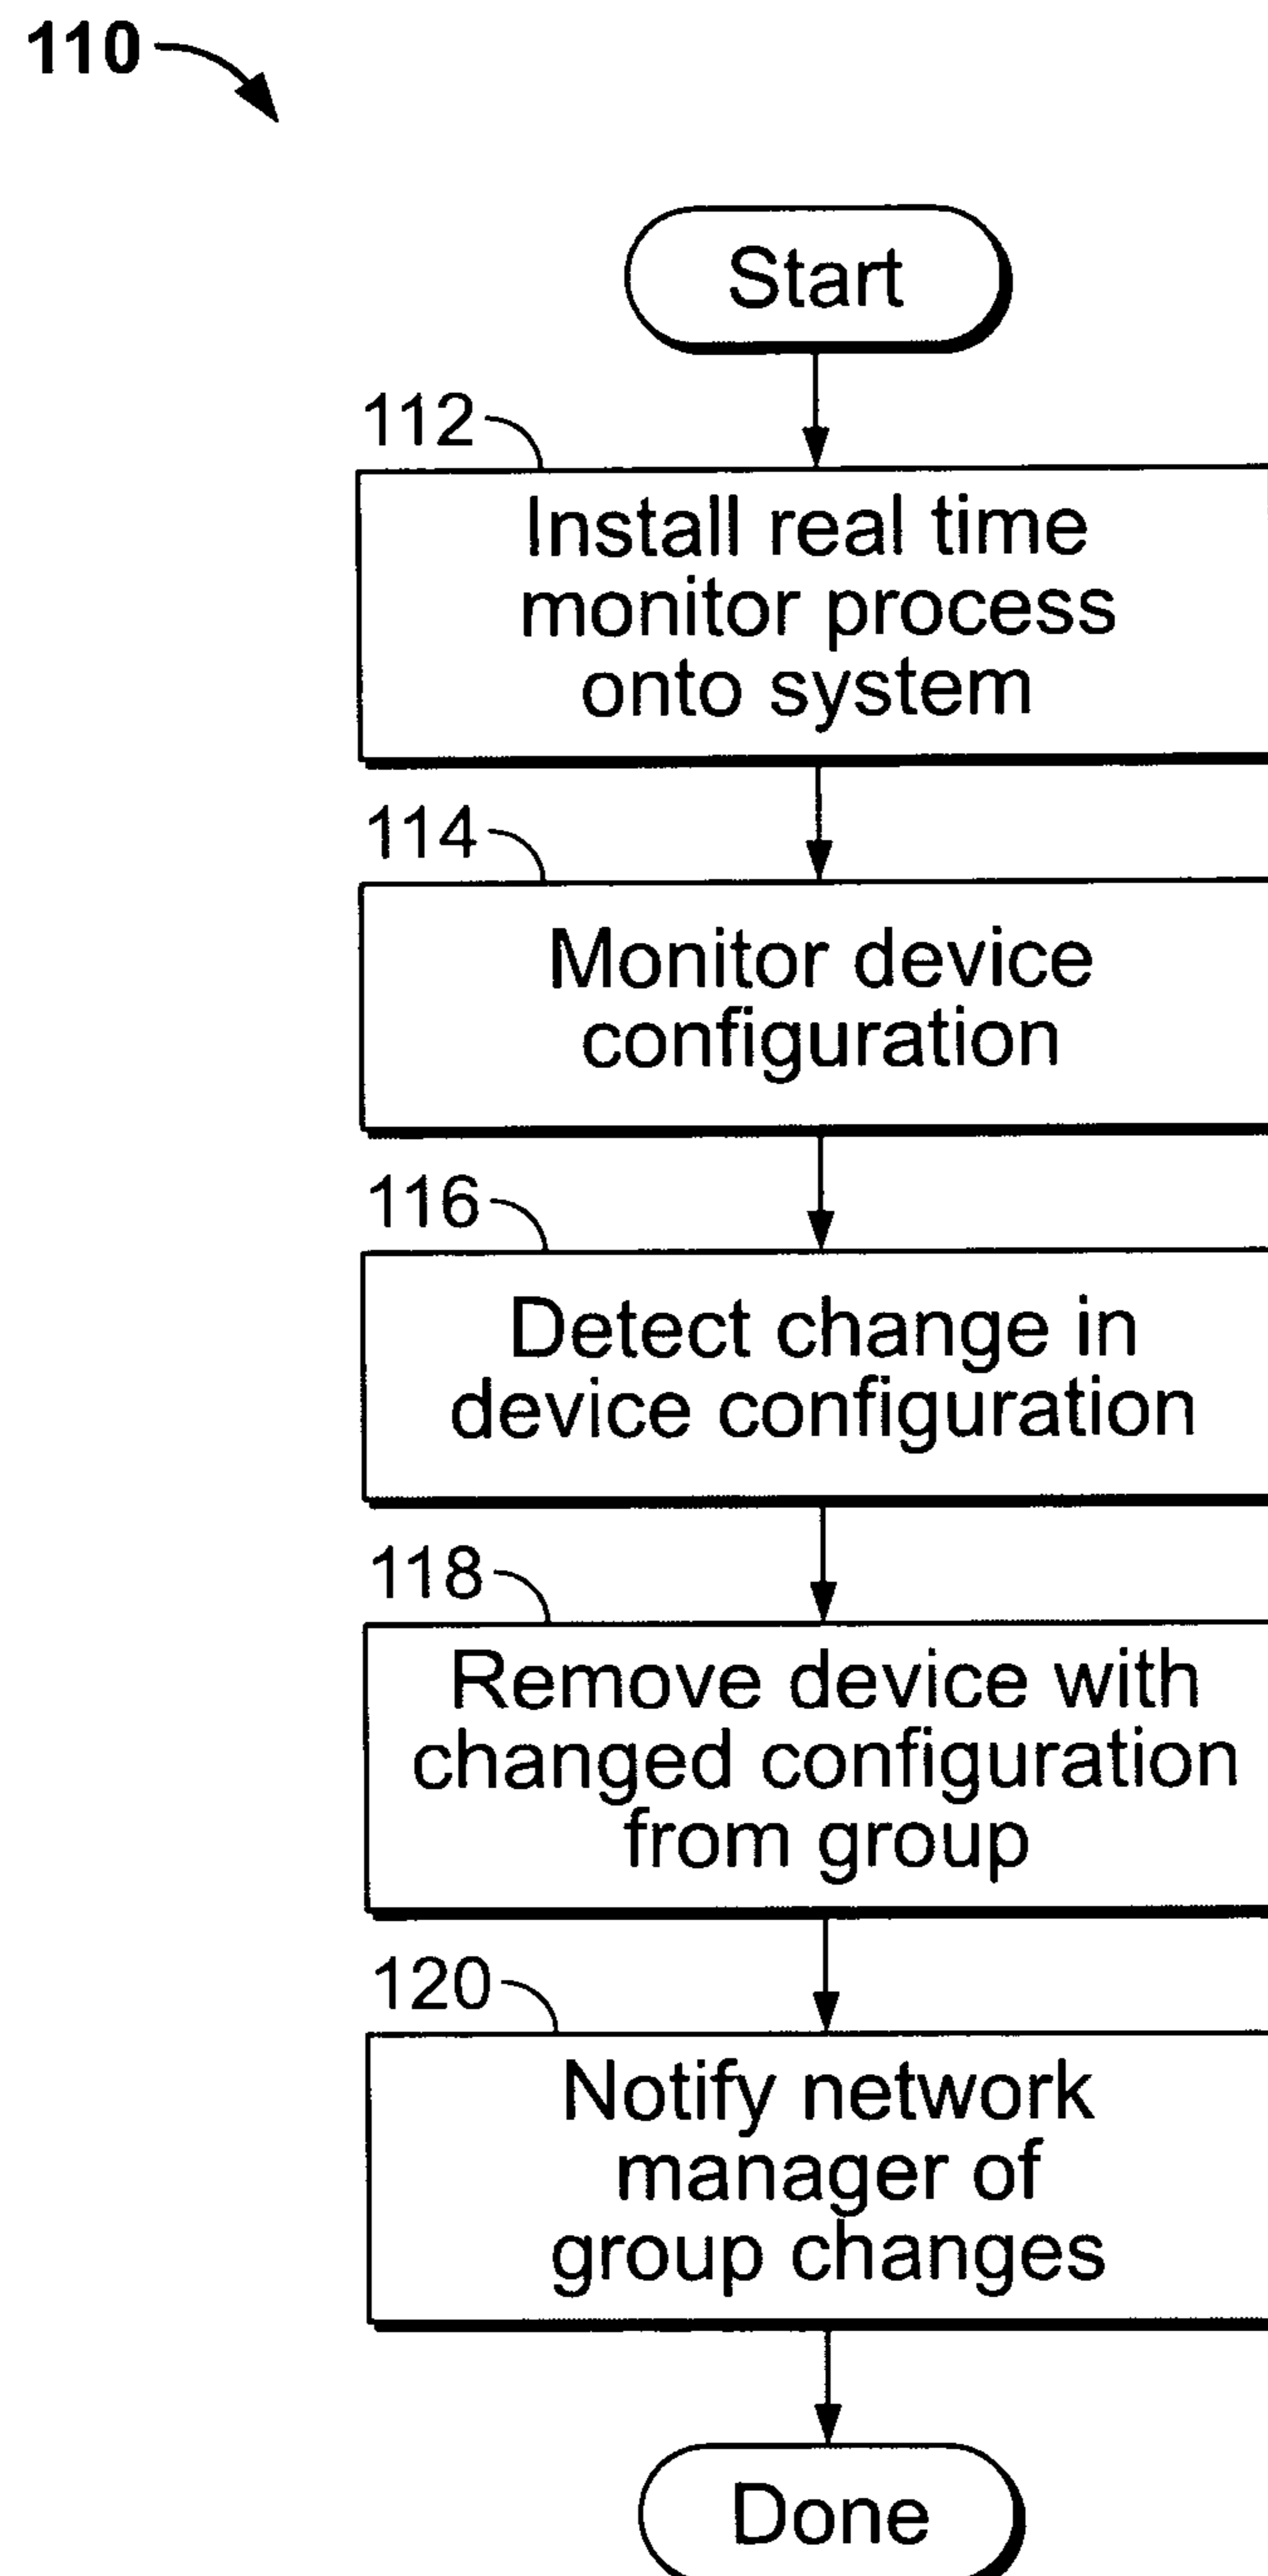 110
Start
112
Install real time
monitor process
onto system
114
Monitor device
configuration
116
Detect change in
device configuration
118
Remove device with
changed configuration
from group
120
Notify network
manager of
group changes
Done